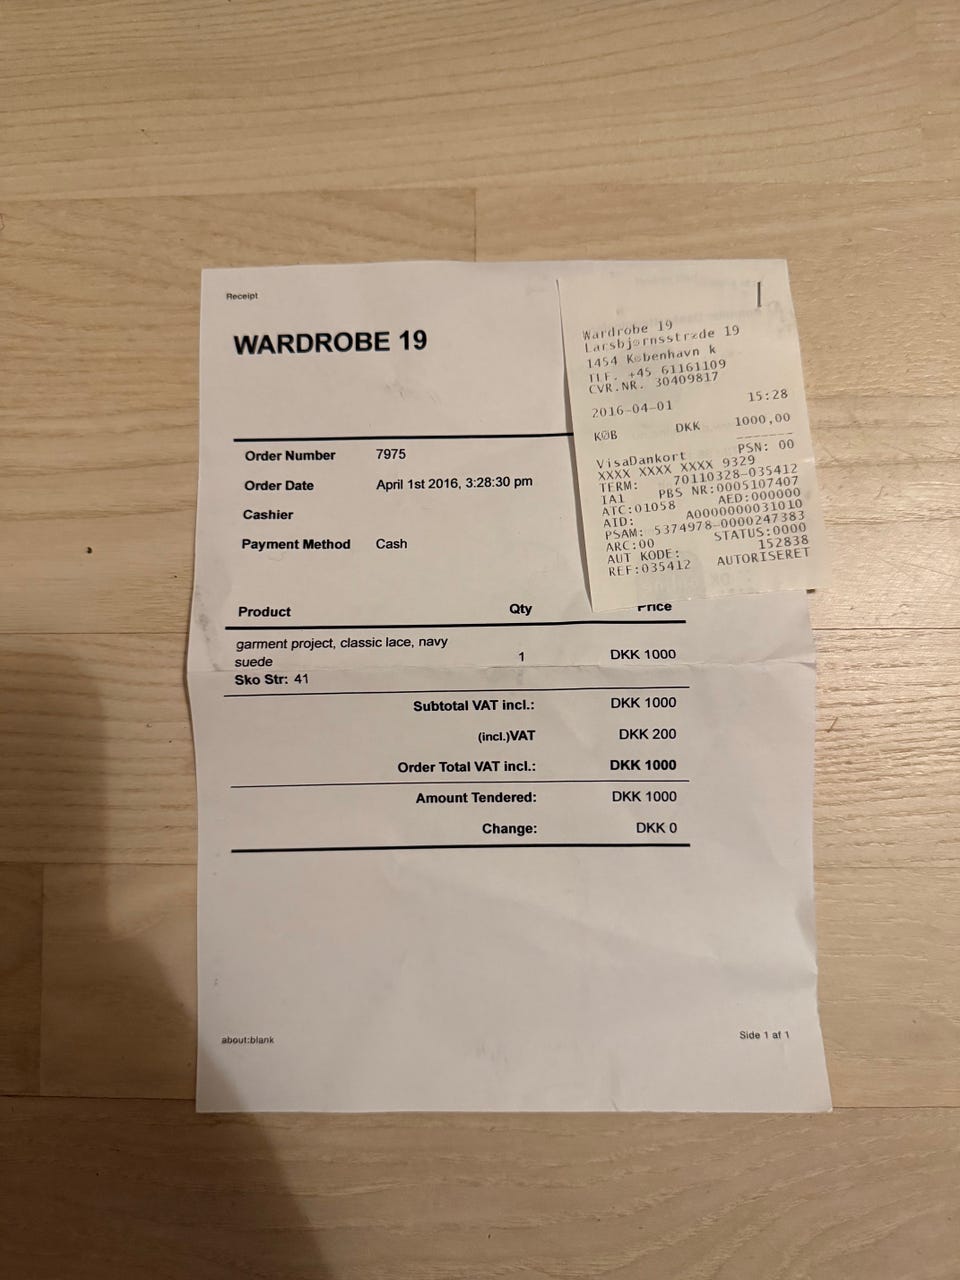 Receipt
WARDROBE 19
Order Number 7975
Order Date April 1st 2016, 3:28:30 pm
Cashier
Payment Method Cash
Product Qty Price
garment project, classic lace, navy
suede 1 DKK 1000
Sko Str: 41
Subtotal VAT incl.: DKK 1000
(incl.)VAT DKK 200
Order Total VAT incl.: DKK 1000
Amount Tendered: DKK 1000
Change: DKK 0
about:blank Side 1 af 1
Wardrobe 19
Larsbjørnsstræde 19
1454 København k
TLF. +45 61161109
CVR.NR. 30409817
2016-04-01 15:28
KØB DKK 1000,00
VisaDankort PSN: 00
XXXX XXXX XXXX 9329
TERM: 70110328-035412
IA1 PBS NR:0005107407
ATC:01058 AED:000000
AID: A0000000031010
PSAM: 5374978-0000247383
ARC:00 STATUS:0000
AUT KODE: 152838
REF:035412 AUTORISERET